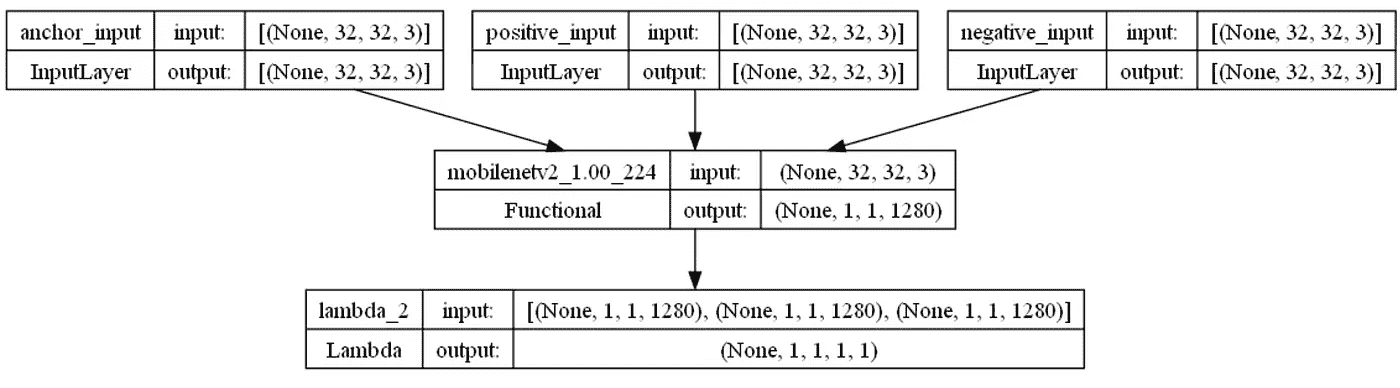 anchor_input input: [(None, 32, 32, 3)] positive_input input: [(None, 32, 32, 3)] negative_input input: [(None, 32, 32, 3)]
InputLayer output: [(None, 32, 32, 3)] InputLayer output: [(None, 32, 32, 3)] InputLayer output: [(None, 32, 32, 3)]
mobilenetv2_1.00_224 input: (None, 32, 32, 3)
Functional output: (None, 1, 1, 1280)
lambda_2 input: [(None, 1, 1, 1280), (None, 1, 1, 1280), (None, 1, 1, 1280)]
Lambda output: (None, 1, 1, 1, 1)